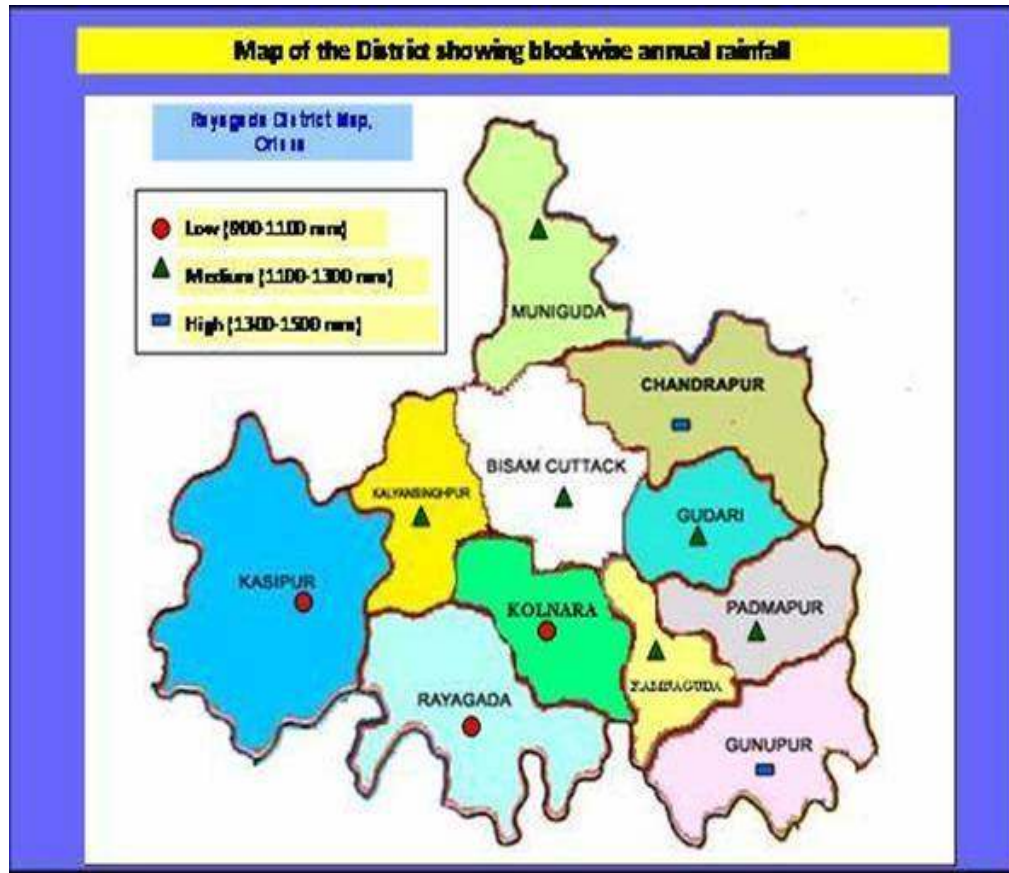 Map of the District showing blockwise annual rainfall
Rayagada District Map,
Orissa
Low (900-1100 mm)
Medium (1100-1300 mm)
High (1300-1500 mm)
MUNIGUDA
CHANDRAPUR
BISAM CUTTACK
KALYANSINGHPUR
GUDARI
KASIPUR
KOLNARA
PADMAPUR
RAMNAGUDA
RAYAGADA
GUNUPUR